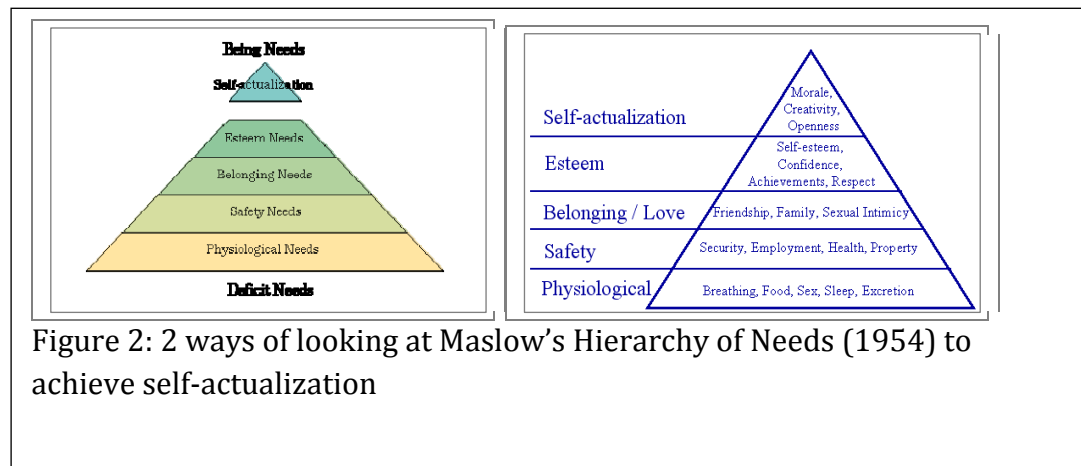 Being Needs
Self-actualization
Esteem Needs
Belonging Needs
Safety Needs
Physiological Needs
Deficit Needs
Self-actualization
Morale,
Creativity,
Openness
Esteem
Self-esteem,
Confidence,
Achievements, Respect
Belonging / Love
Friendship, Family, Sexual Intimicy
Safety
Security, Employment, Health, Property
Physiological
Breathing, Food, Sex, Sleep, Excretion
Figure 2: 2 ways of looking at Maslow’s Hierarchy of Needs (1954) to
achieve self-actualization